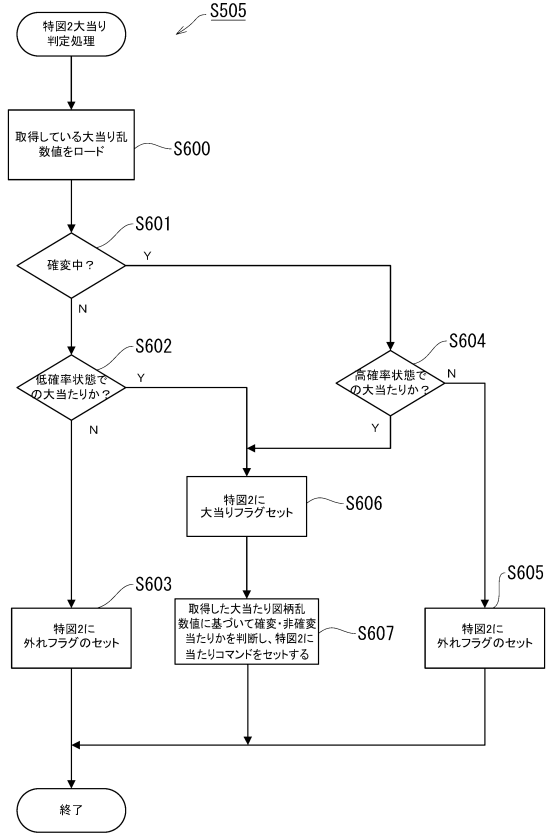 S505
特図2大当り
判定処理
取得している大当り乱
数値をロード
S600
S601
確変中？
Y
N
S602
低確率状態で
の大当たりか？
Y
N
S604
高確率状態で
の大当たりか？
N
Y
特図2に
大当りフラグセット
S606
S603
特図2に
外れフラグのセット
取得した大当たり図柄乱
数値に基づいて確変・非確変
当たりかを判断し、特図2に
当たりコマンドをセットする
S607
S605
特図2に
外れフラグのセット
終了